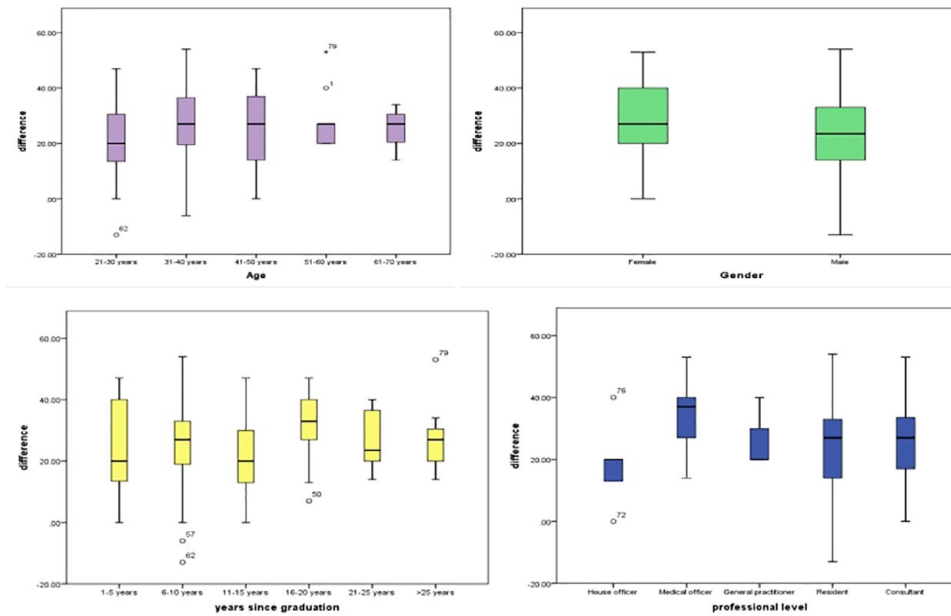 60.00
79
1
40.00
difference
20.00
.00
62
-20.00
21-30 years 31-40 years 41-50 years 51-60 years 61-70 years
Age
60.00
40.00
difference
20.00
.00
-20.00
Female Male
Gender
60.00
79
40.00
difference
20.00
50
.00
57
62
-20.00
1-5 years 6-10 years 11-15 years 16-20 years 21-25 years >25 years
years since graduation
60.00
76
40.00
difference
20.00
72
.00
-20.00
House officer Medical officer General practitioner Resident Consultant
professional level